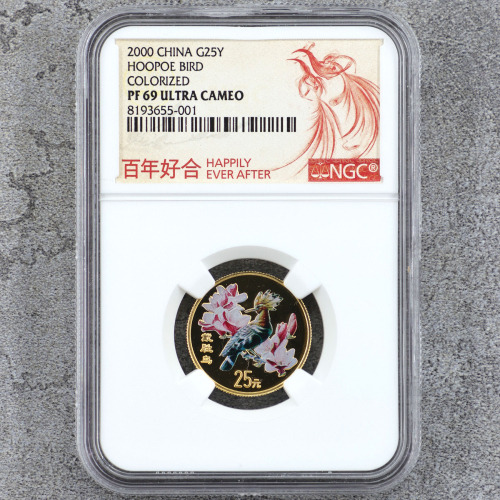 2000 CHINA G25Y
HOOPOE BIRD
COLORIZED
PF 69 ULTRA CAMEO
8193655-001
百年好合 HAPPILY
EVER AFTER
NGC®
戴胜鸟
25元